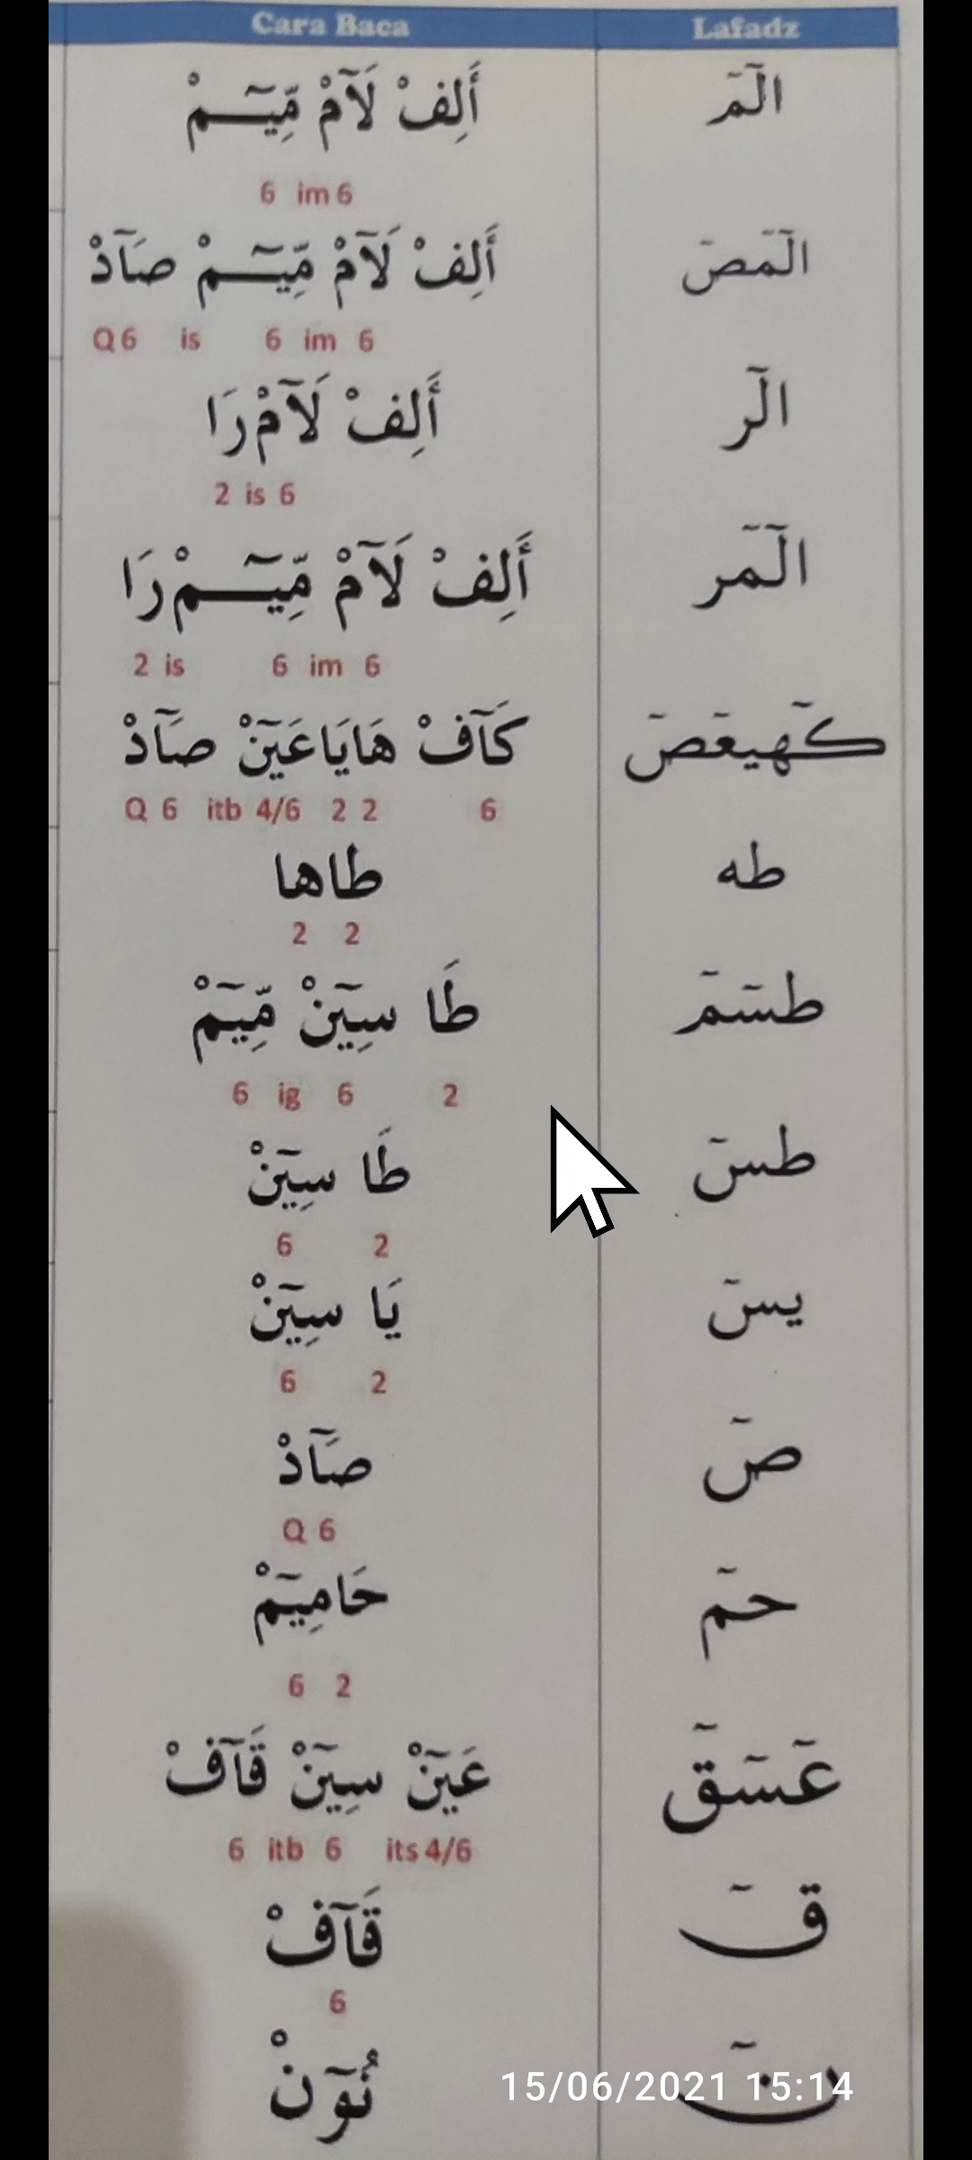 Cara Baca Lafadz
الٓمٓ
أَلِفْ لَآمْ مِّيٓمْ
6 im 6
الٓمٓصٓ
أَلِفْ لَآمْ مِّيٓمْ صَآدْ
Q 6 is 6 im 6
الٓر
أَلِفْ لَآمْ رَا
2 is 6
الٓمٓر
أَلِفْ لَآمْ مِّيٓمْ رَا
2 is 6 im 6
كٓهيعٓصٓ
كَآفْ هَايَاعَيٓنْ صَآدْ
Q 6 itb 4/6 2 2 6
طه
طاها
2 2
طسٓمٓ
طَا سِيٓنْ مِّيٓمْ
6 ig 6 2
طسٓ
طَا سِيٓنْ
6 2
يسٓ
يَا سِيٓنْ
6 2
صٓ
صَآدْ
Q 6
حمٓ
حَامِيٓمْ
6 2
عٓسٓقٓ
عَيٓنْ سِيٓنْ قَآفْ
6 itb 6 its 4/6
قٓ
قَآفْ
6
نٓ
نُوٓنْ
15/06/2021 15:14